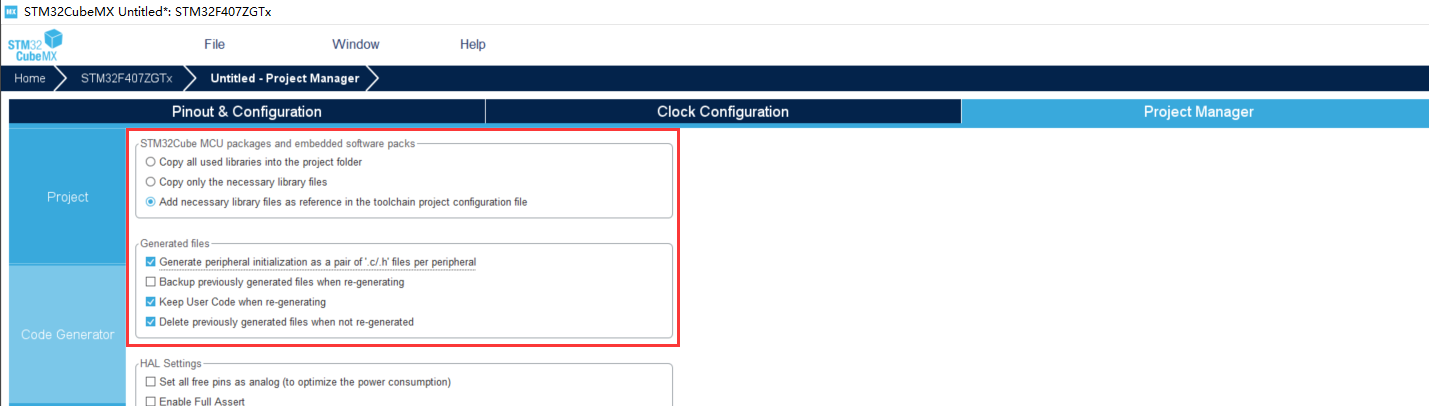 MX STM32CubeMX Untitled*: STM32F407ZGTx
STM32 CubeMX
File Window Help
Home STM32F407ZGTx Untitled - Project Manager
Pinout & Configuration Clock Configuration Project Manager
STM32Cube MCU packages and embedded software packs
Copy all used libraries into the project folder
Copy only the necessary library files
Add necessary library files as reference in the toolchain project configuration file
Project
Generated files
Generate peripheral initialization as a pair of '.c/.h' files per peripheral
Backup previously generated files when re-generating
Keep User Code when re-generating
Delete previously generated files when not re-generated
Code Generator
HAL Settings
Set all free pins as analog (to optimize the power consumption)
Enable Full Assert